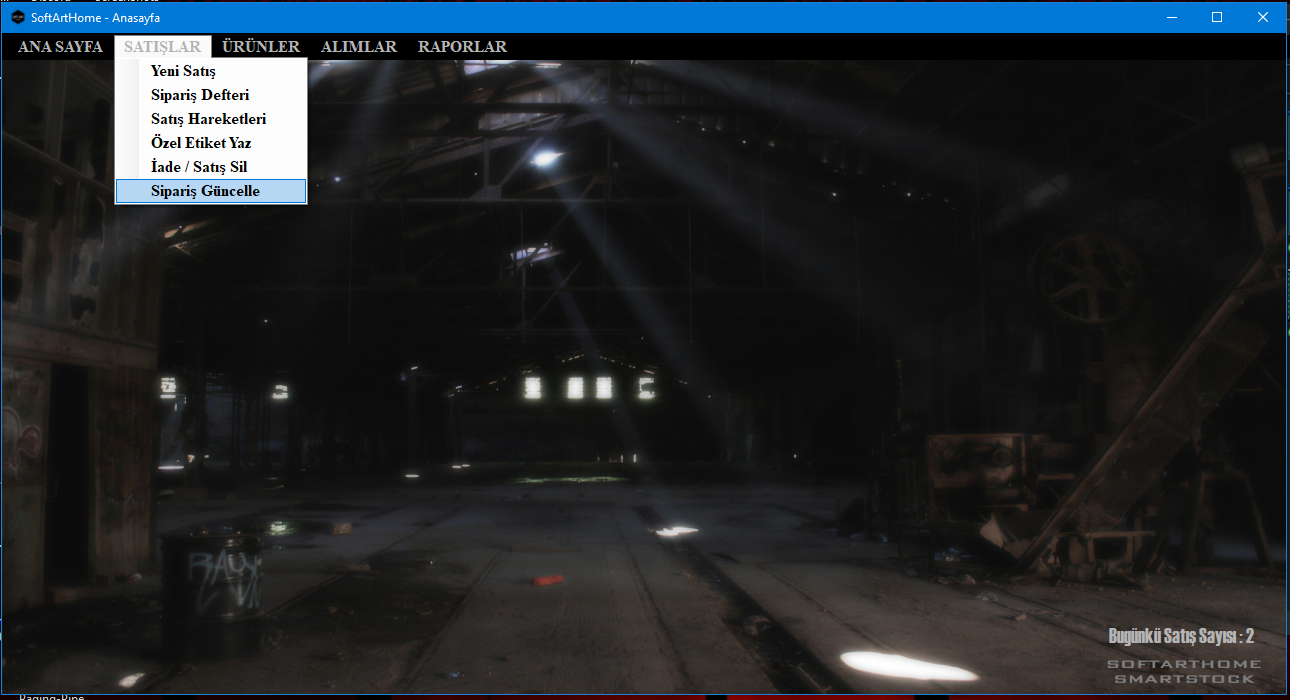 SoftArtHome - Anasayfa
ANA SAYFA SATIŞLAR ÜRÜNLER ALIMLAR RAPORLAR
Yeni Satış
Sipariş Defteri
Satış Hareketleri
Özel Etiket Yaz
İade / Satış Sil
Sipariş Güncelle
Bugünkü Satış Sayısı : 2
SOFTARTHOME
SMARTSTOCK